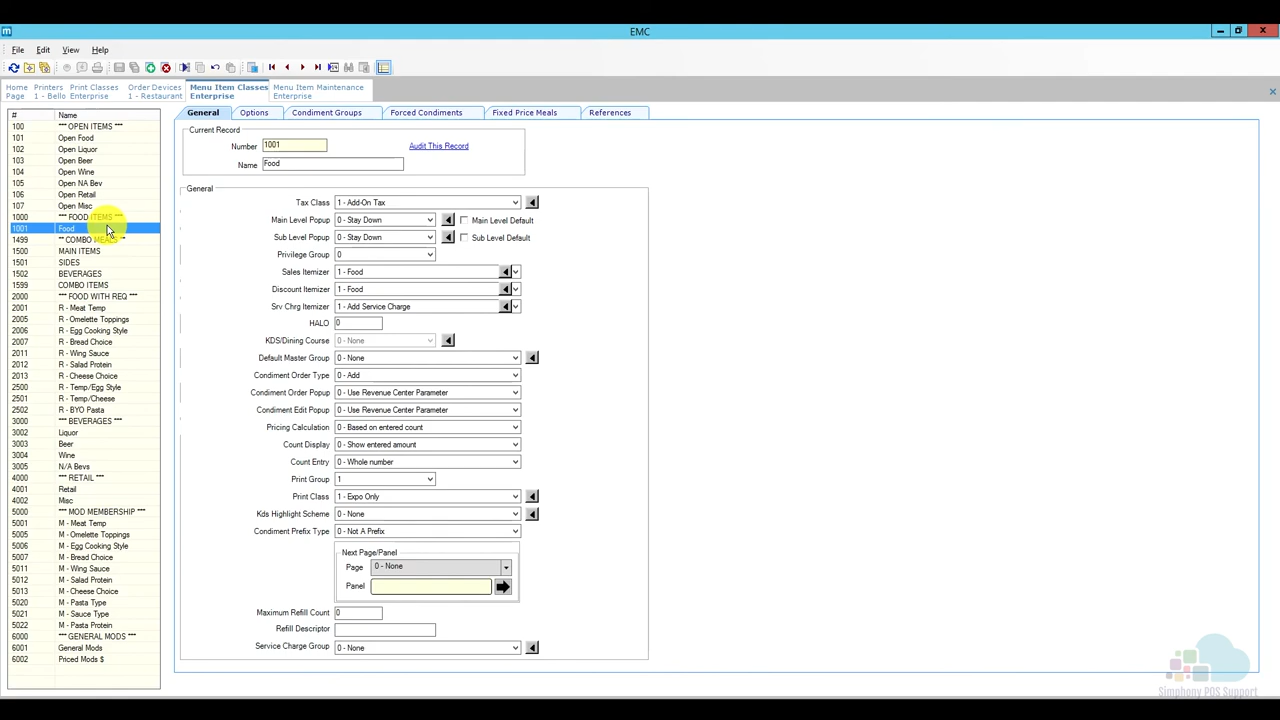 EMC
File Edit View Help
Home Page
Printers 1 - Bello
Print Classes Enterprise
Order Devices 1 - Restaurant
Menu Item Classes Enterprise
Menu Item Maintenance Enterprise
# Name
100 *** OPEN ITEMS ***
101 Open Food
102 Open Liquor
103 Open Beer
104 Open Wine
105 Open NA Bev
106 Open Retail
107 Open Misc
1000 *** FOOD ITEMS ***
1001 Food
1499 ** COMBO MEALS **
1500 MAIN ITEMS
1501 SIDES
1502 BEVERAGES
1599 COMBO ITEMS
2000 *** FOOD WITH REQ ***
2001 R - Meat Temp
2005 R - Omelette Toppings
2006 R - Egg Cooking Style
2007 R - Bread Choice
2011 R - Wing Sauce
2012 R - Salad Protein
2013 R - Cheese Choice
2500 R - Temp/Egg Style
2501 R - Temp/Cheese
2502 R - BYO Pasta
3000 *** BEVERAGES ***
3002 Liquor
3003 Beer
3004 Wine
3005 N/A Bevs
4000 *** RETAIL ***
4001 Retail
4002 Misc
5000 *** MOD MEMBERSHIP ***
5001 M - Meat Temp
5005 M - Omelette Toppings
5006 M - Egg Cooking Style
5007 M - Bread Choice
5011 M - Wing Sauce
5012 M - Salad Protein
5013 M - Cheese Choice
5020 M - Pasta Type
5021 M - Sauce Type
5022 M - Pasta Protein
6000 *** GENERAL MODS ***
6001 General Mods
6002 Priced Mods $
General Options Condiment Groups Forced Condiments Fixed Price Meals References
Current Record
Number 1001 Audit This Record
Name Food
General
Tax Class 1 - Add-On Tax
Main Level Popup 0 - Stay Down Main Level Default
Sub Level Popup 0 - Stay Down Sub Level Default
Privilege Group 0
Sales Itemizer 1 - Food
Discount Itemizer 1 - Food
Srv Chrg Itemizer 1 - Add Service Charge
HALO 0
KDS/Dining Course 0 - None
Default Master Group 0 - None
Condiment Order Type 0 - Add
Condiment Order Popup 0 - Use Revenue Center Parameter
Condiment Edit Popup 0 - Use Revenue Center Parameter
Pricing Calculation 0 - Based on entered count
Count Display 0 - Show entered amount
Count Entry 0 - Whole number
Print Group 1
Print Class 1 - Expo Only
Kds Highlight Scheme 0 - None
Condiment Prefix Type 0 - Not A Prefix
Next Page/Panel
Page 0 - None
Panel
Maximum Refill Count 0
Refill Descriptor
Service Charge Group 0 - None
Simphony POS Support